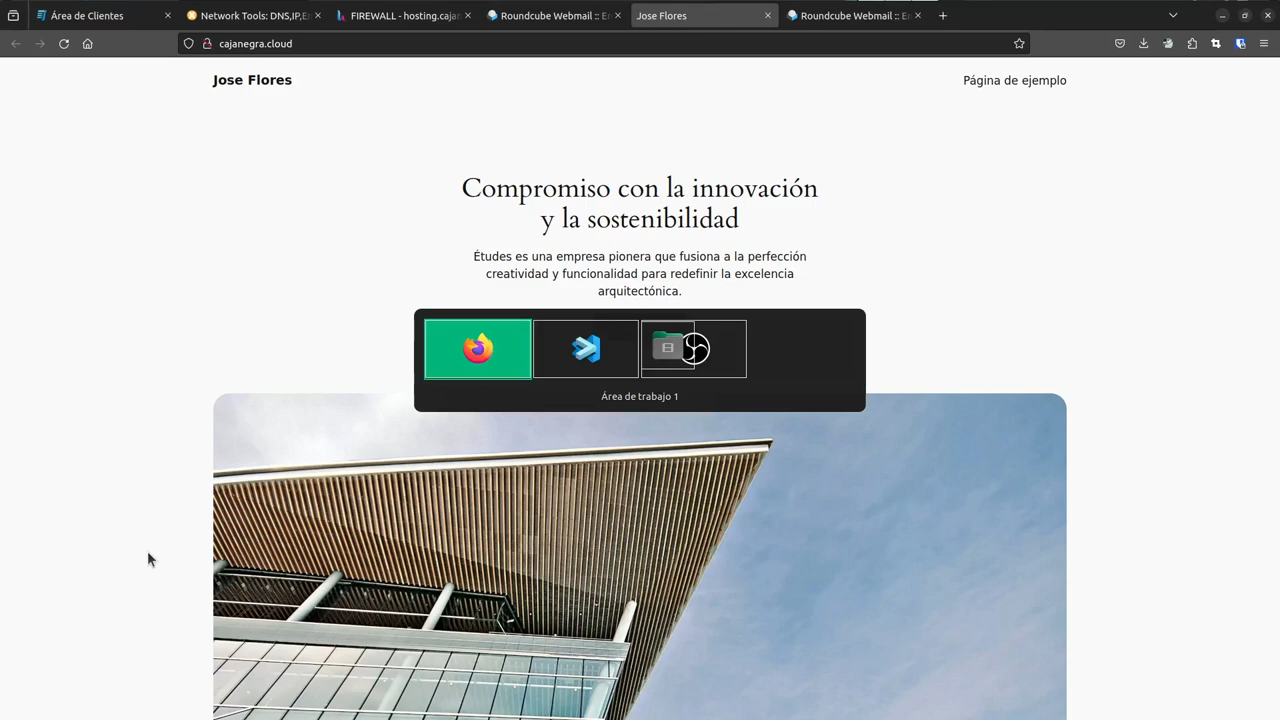 Área de Clientes
Network Tools: DNS,IP,E
FIREWALL - hosting.cajan
Roundcube Webmail :: E
Jose Flores
Roundcube Webmail :: E
cajanegra.cloud
Jose Flores
Página de ejemplo
Compromiso con la innovación
y la sostenibilidad
Études es una empresa pionera que fusiona a la perfección
creatividad y funcionalidad para redefinir la excelencia
arquitectónica.
Área de trabajo 1